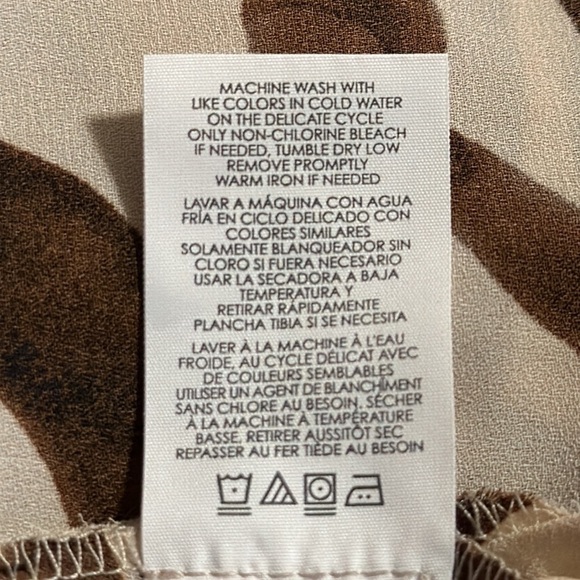 MACHINE WASH WITH
LIKE COLORS IN COLD WATER
ON THE DELICATE CYCLE
ONLY NON-CHLORINE BLEACH
IF NEEDED, TUMBLE DRY LOW
REMOVE PROMPTLY
WARM IRON IF NEEDED
LAVAR A MÁQUINA CON AGUA
FRÍA EN CICLO DELICADO CON
COLORES SIMILARES
SOLAMENTE BLANQUEADOR SIN
CLORO SI FUERA NECESARIO
USAR LA SECADORA A BAJA
TEMPERATURA Y
RETIRAR RÁPIDAMENTE
PLANCHA TIBIA SI SE NECESITA
LAVER À LA MACHINE À L'EAU
FROIDE, AU CYCLE DÉLICAT AVEC
DE COULEURS SEMBLABLES
UTILISER UN AGENT DE BLANCHIMENT
SANS CHLORE AU BESOIN. SÉCHER
À LA MACHINE À TEMPÉRATURE
BASSE, RETIRER AUSSITÔT SEC
REPASSER AU FER TIÈDE AU BESOIN